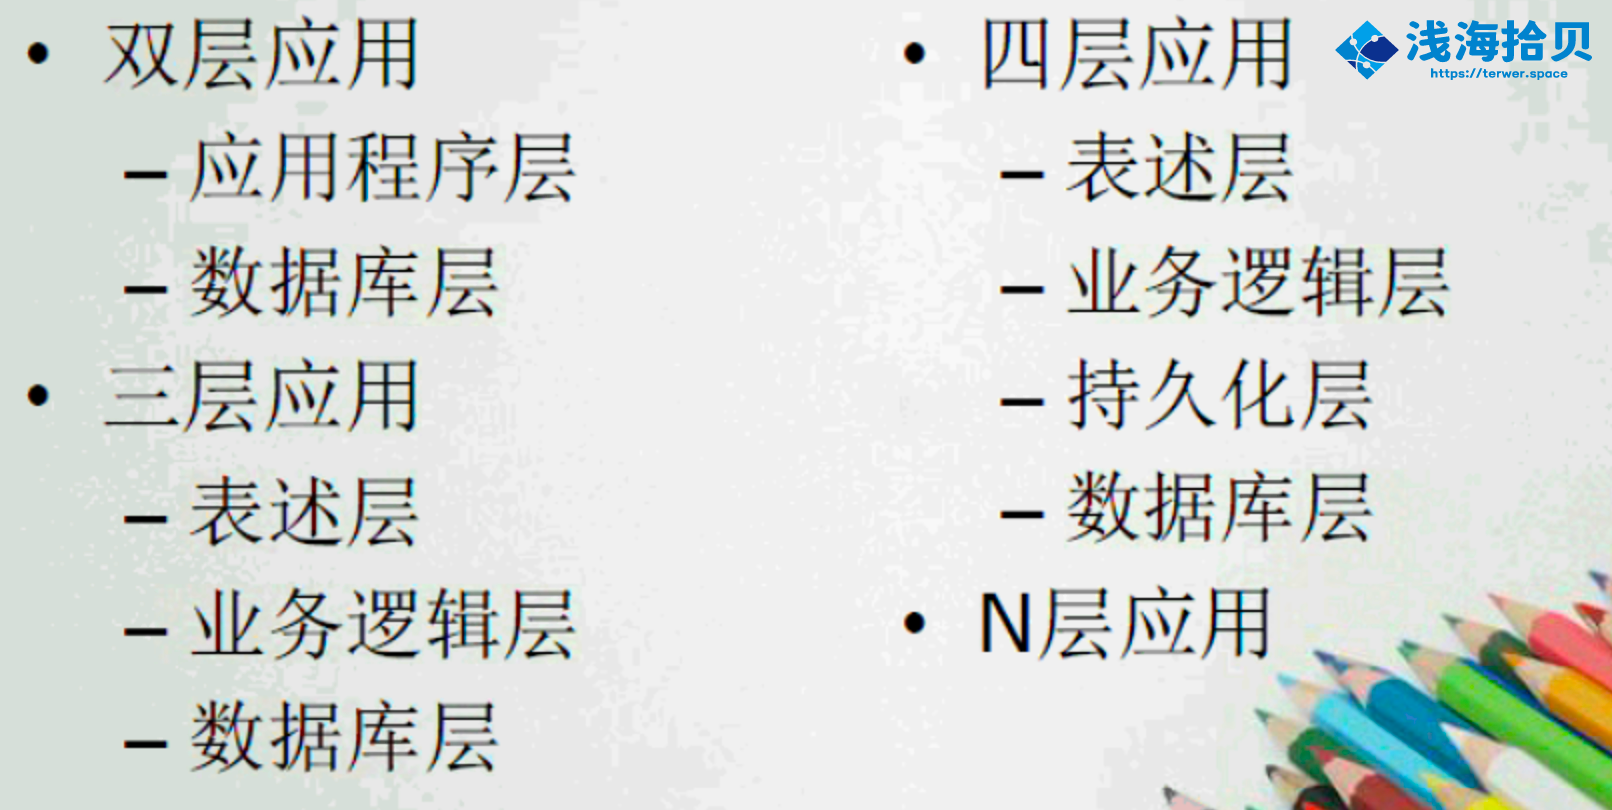 • 双层应用
– 应用程序层
– 数据库层
• 三层应用
– 表述层
– 业务逻辑层
– 数据库层
• 四层应用
– 表述层
– 业务逻辑层
– 持久化层
– 数据库层
• N层应用
浅海拾贝
https://terwer.space